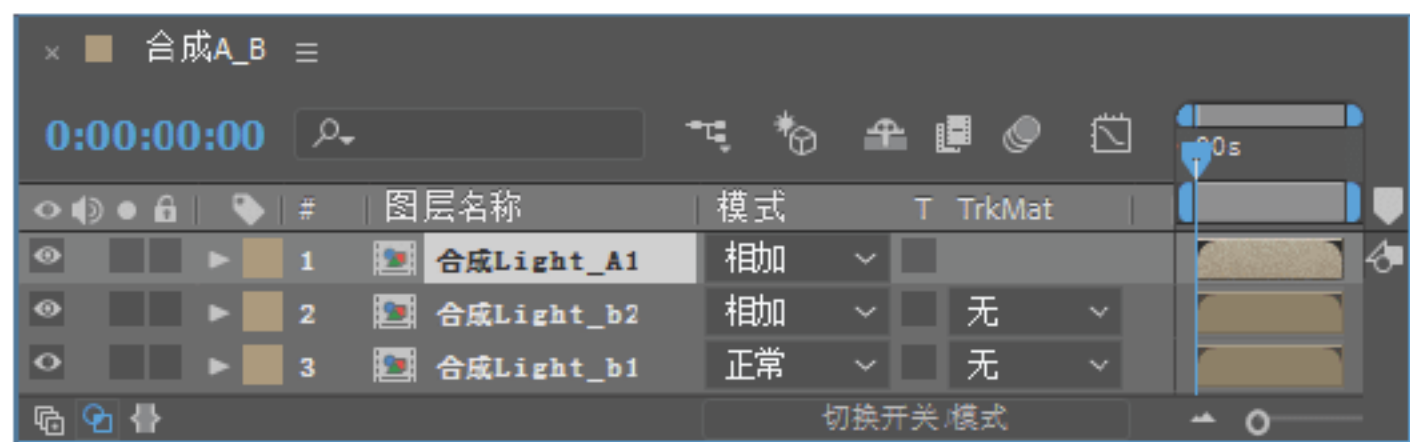 合成A_B
0:00:00:00
00s
# 图层名称 模式 T TrkMat
1 合成Light_A1 相加
2 合成Light_b2 相加 无
3 合成Light_b1 正常 无
切换开关/模式